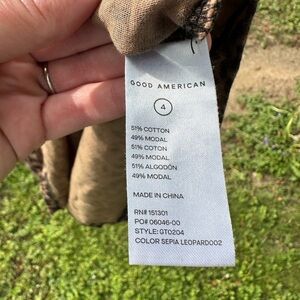 GOOD AMERICAN
4
51% COTTON
49% MODAL
51% COTON
49% MODAL
51% ALGODÓN
49% MODAL
MADE IN CHINA
RN# 151301
PO# 06046-00
STYLE: GT0204
COLOR SEPIA LEOPARD002